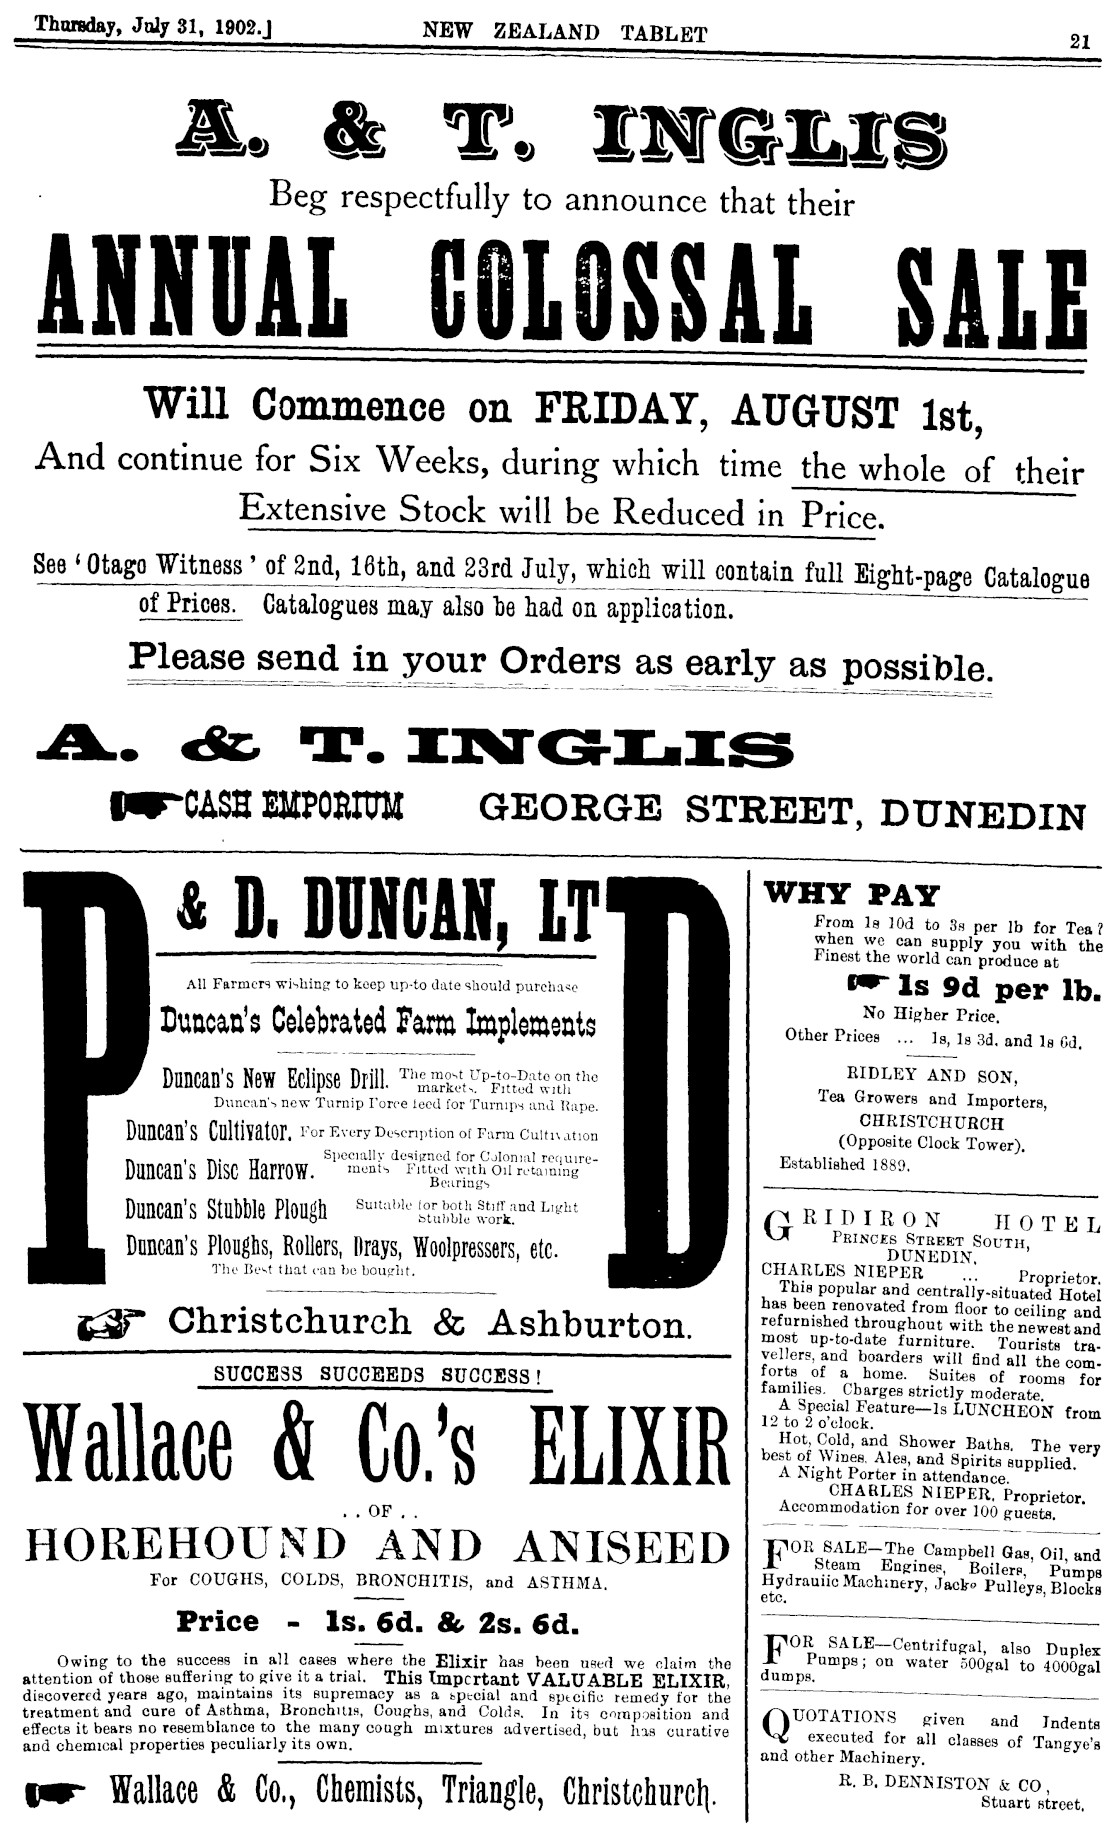 Thursday, July 31, 1902.]
NEW ZEALAND TABLET
21
A. & T. INGLIS
Beg respectfully to announce that their
ANNUAL COLOSSAL SALE
Will Commence on FRIDAY, AUGUST 1st,
And continue for Six Weeks, during which time the whole of their
Extensive Stock will be Reduced in Price.
See ‘Otago Witness’ of 2nd, 16th, and 23rd July, which will contain full Eight-page Catalogue
of Prices. Catalogues may also be had on application.
Please send in your Orders as early as possible.
A. & T. INGLIS
CASH EMPORIUM GEORGE STREET, DUNEDIN
P & D. DUNCAN, LTD
All Farmers wishing to keep up-to date should purchase
Duncan's Celebrated Farm Implements
Duncan's New Eclipse Drill. The most Up-to-Date on the
markets. Fitted with
Duncan's new Turnip Force feed for Turnips and Rape.
Duncan's Cultivator. For Every Description of Farm Cultivation
Duncan's Disc Harrow. Specially designed for Colonial require-
ments Fitted with Oil retaining
Bearings
Duncan's Stubble Plough Suitable for both Stiff and Light
Stubble work.
Duncan's Ploughs, Rollers, Drays, Woolpressers, etc.
The Best that can be bought.
Christchurch & Ashburton.
SUCCESS SUCCEEDS SUCCESS!
Wallace & Co.'s ELIXIR
.. OF ..
HOREHOUND AND ANISEED
For COUGHS, COLDS, BRONCHITIS, and ASTHMA.
Price - 1s. 6d. & 2s. 6d.
Owing to the success in all cases where the Elixir has been used we claim the
attention of those suffering to give it a trial. This Important VALUABLE ELIXIR,
discovered years ago, maintains its supremacy as a special and specific remedy for the
treatment and cure of Asthma, Bronchitis, Coughs, and Colds. In its composition and
effects it bears no resemblance to the many cough mixtures advertised, but has curative
and chemical properties peculiarly its own.
Wallace & Co., Chemists, Triangle, Christchurch.
WHY PAY
From 1s 10d to 3s per lb for Tea?
when we can supply you with the
Finest the world can produce at
1s 9d per lb.
No Higher Price.
Other Prices ... 1s, 1s 3d. and 1s 6d.
RIDLEY AND SON,
Tea Growers and Importers,
CHRISTCHURCH
(Opposite Clock Tower).
Established 1889.
GRIDIRON HOTEL
PRINCES STREET SOUTH,
DUNEDIN.
CHARLES NIEPER ... Proprietor.
This popular and centrally-situated Hotel
has been renovated from floor to ceiling and
refurnished throughout with the newest and
most up-to-date furniture. Tourists tra-
vellers, and boarders will find all the com-
forts of a home. Suites of rooms for
families. Charges strictly moderate.
A Special Feature—1s LUNCHEON from
12 to 2 o'clock.
Hot, Cold, and Shower Baths. The very
best of Wines, Ales, and Spirits supplied.
A Night Porter in attendance.
CHARLES NIEPER, Proprietor.
Accommodation for over 100 guests.
FOR SALE—The Campbell Gas, Oil, and
Steam Engines, Boilers, Pumps
Hydraulic Machinery, Jacks Pulleys, Blocks
etc.
FOR SALE—Centrifugal, also Duplex
Pumps; on water 500gal to 4000gal
dumps.
QUOTATIONS given and Indents
executed for all classes of Tangye's
and other Machinery.
R. B. DENNISTON & CO,
Stuart street.